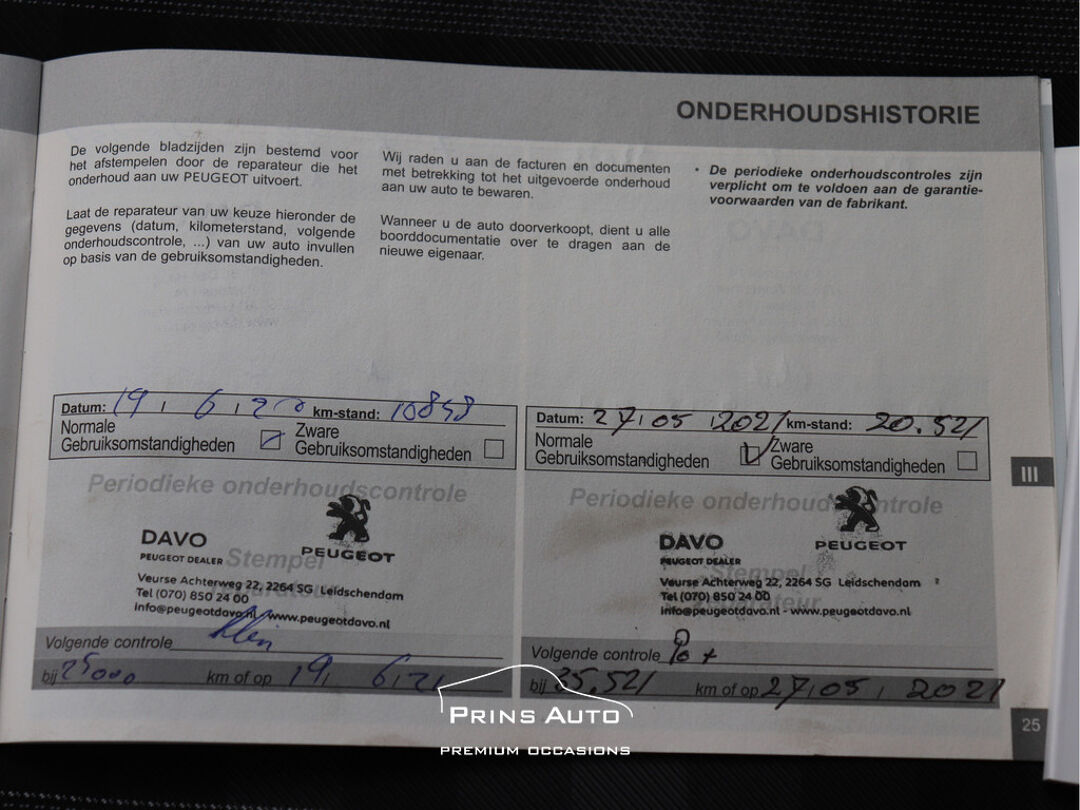 ONDERHOUDSHISTORIE
De volgende bladzijden zijn bestemd voor
het afstempelen door de reparateur die het
onderhoud aan uw PEUGEOT uitvoert.
Laat de reparateur van uw keuze hieronder de
gegevens (datum, kilometerstand, volgende
onderhoudscontrole, ...) van uw auto invullen
op basis van de gebruiksomstandigheden.
Wij raden u aan de facturen en documenten
met betrekking tot het uitgevoerde onderhoud
aan uw auto te bewaren.
Wanneer u de auto doorverkoopt, dient u alle
boorddocumentatie over te dragen aan de
nieuwe eigenaar.
• De periodieke onderhoudscontroles zijn
verplicht om te voldoen aan de garantie-
voorwaarden van de fabrikant.
Datum: 19 / 6 / 20 km-stand: 10848
Normale
Gebruiksomstandigheden
Zware
Gebruiksomstandigheden
Periodieke onderhoudscontrole
DAVO
PEUGEOT DEALER
PEUGEOT
Stempel
Veurse Achterweg 22, 2264 SG Leidschendam
Tel (070) 850 24 00
info@peugeotdavo.nl - www.peugeotdavo.nl
Volgende controle
bij 25000 km of op 19 / 6 / 21
Datum: 27 / 05 / 2021 km-stand: 20.521
Normale
Gebruiksomstandigheden
Zware
Gebruiksomstandigheden
Periodieke onderhoudscontrole
DAVO
PEUGEOT DEALER
PEUGEOT
Stempel
Veurse Achterweg 22, 2264 SG Leidschendam
Tel (070) 850 24 00
info@peugeotdavo.nl - www.peugeotdavo.nl
Volgende controle
bij 35.521 km of op 27 / 05 / 2021
III
25
PRINS AUTO
PREMIUM OCCASIONS